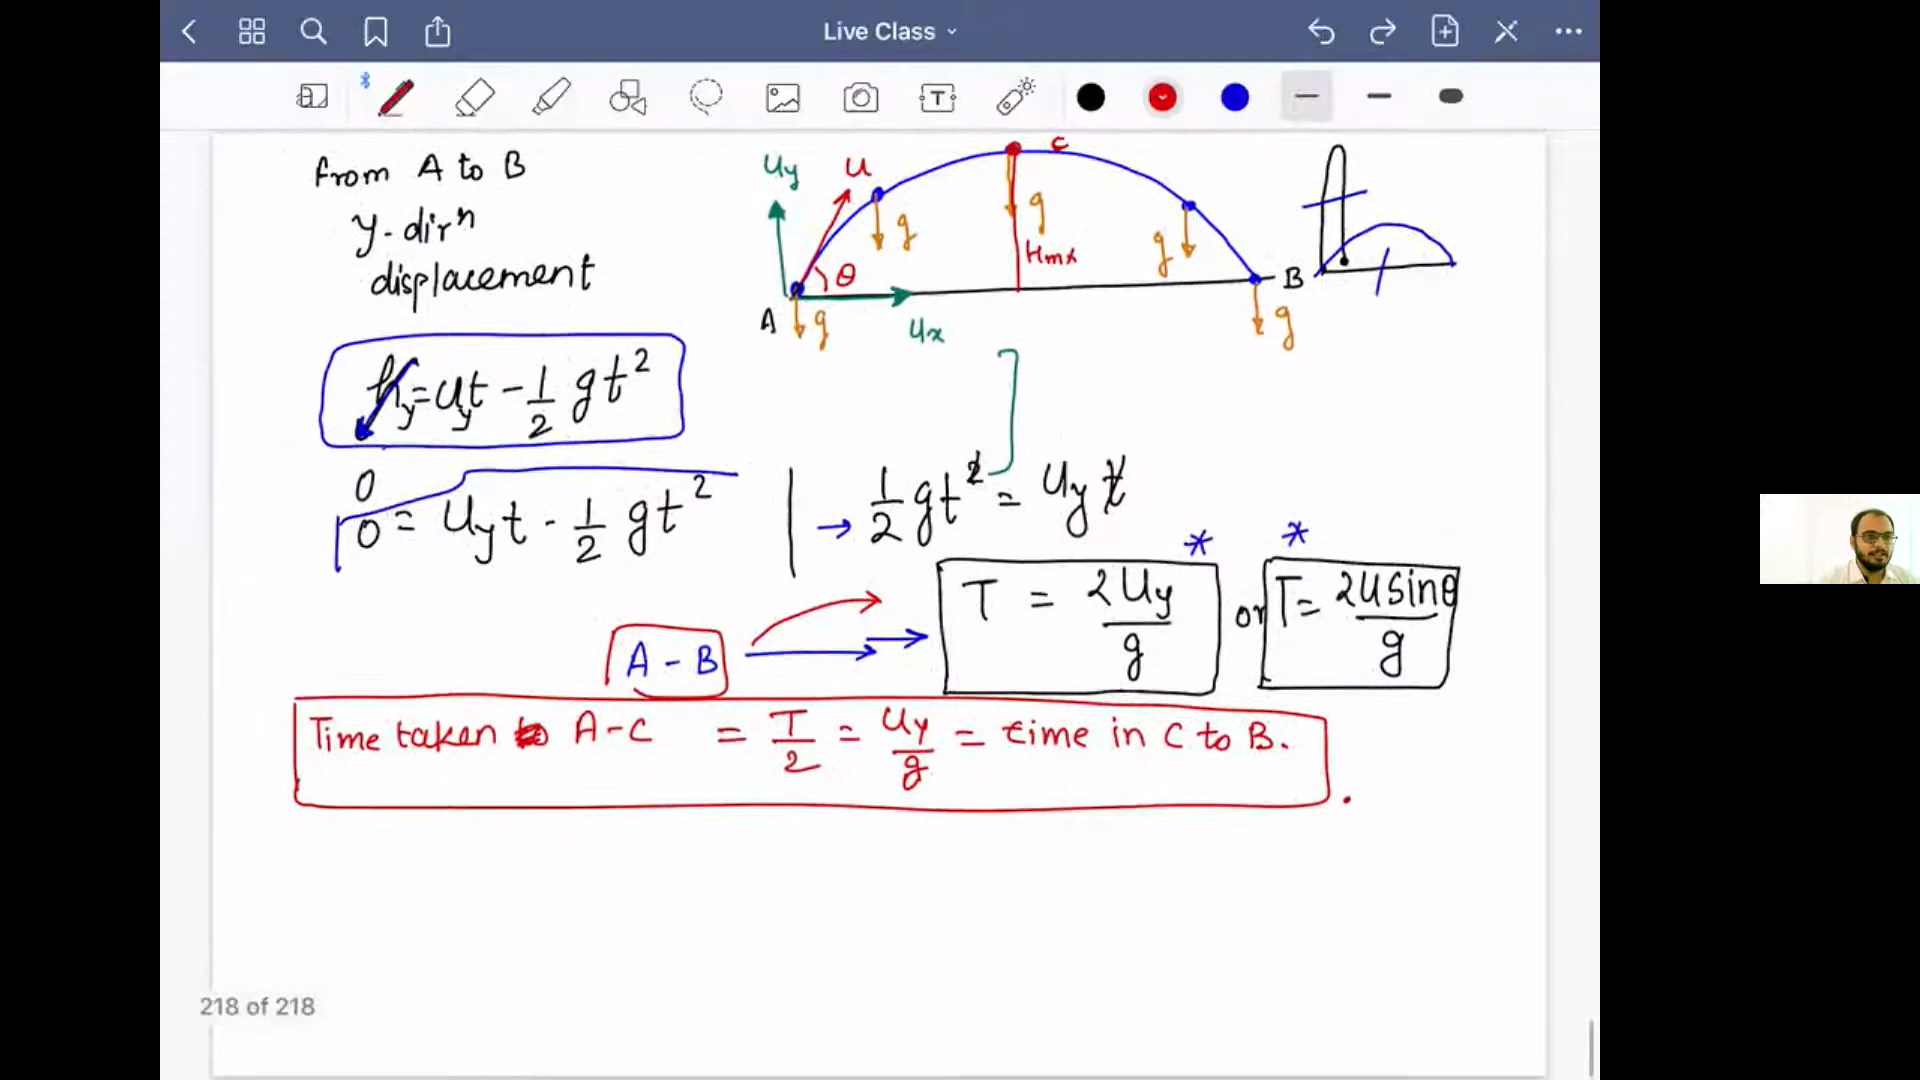 Live Class
T
from A to B
y-dirⁿ
displacement
uy u C
g g g Hmx
θ
A g ux B g
hy = uyt - 1/2 gt²
0
0 = uyt - 1/2 gt²
→ 1/2 gt² = uy t
* *
A - B
T = 2uy/g or T = 2u sinθ/g
Time taken A-C = T/2 = uy/g = time in C to B.
218 of 218